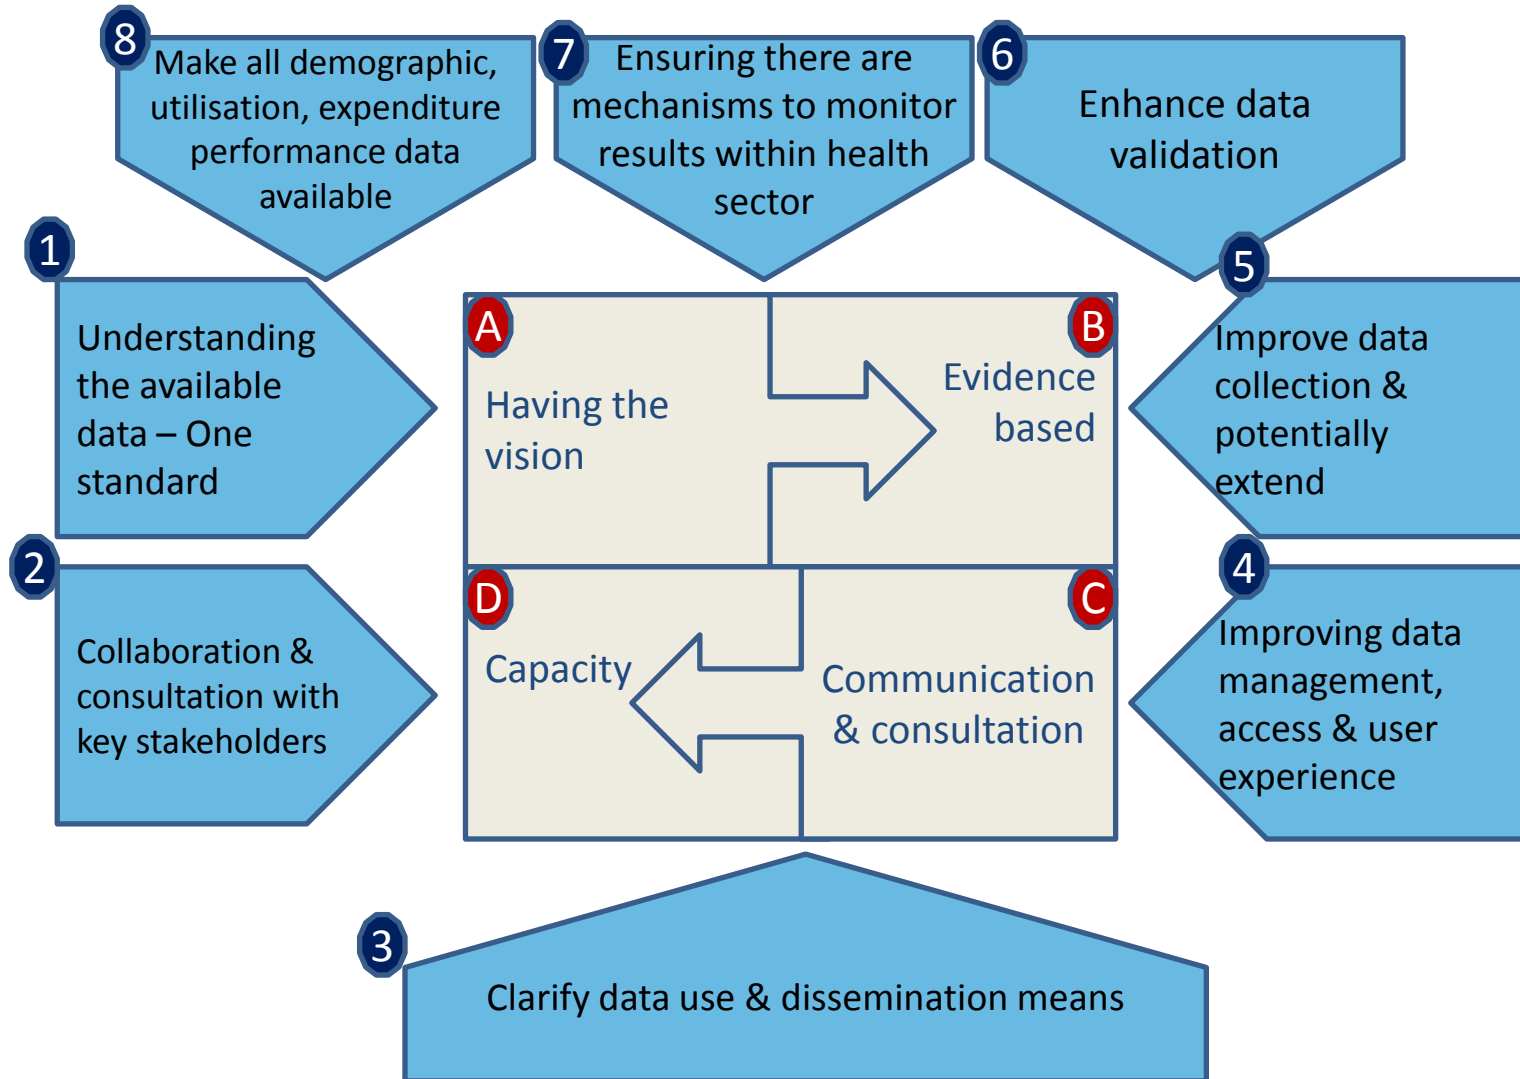 8
Make all demographic,
utilisation, expenditure
performance data
available
7
Ensuring there are
mechanisms to monitor
results within health
sector
6
Enhance data
validation
1
Understanding
the available
data – One
standard
A
Having the
vision
B
Evidence
based
5
Improve data
collection &
potentially
extend
2
Collaboration &
consultation with
key stakeholders
D
Capacity
C
Communication
& consultation
4
Improving data
management,
access & user
experience
3
Clarify data use & dissemination means